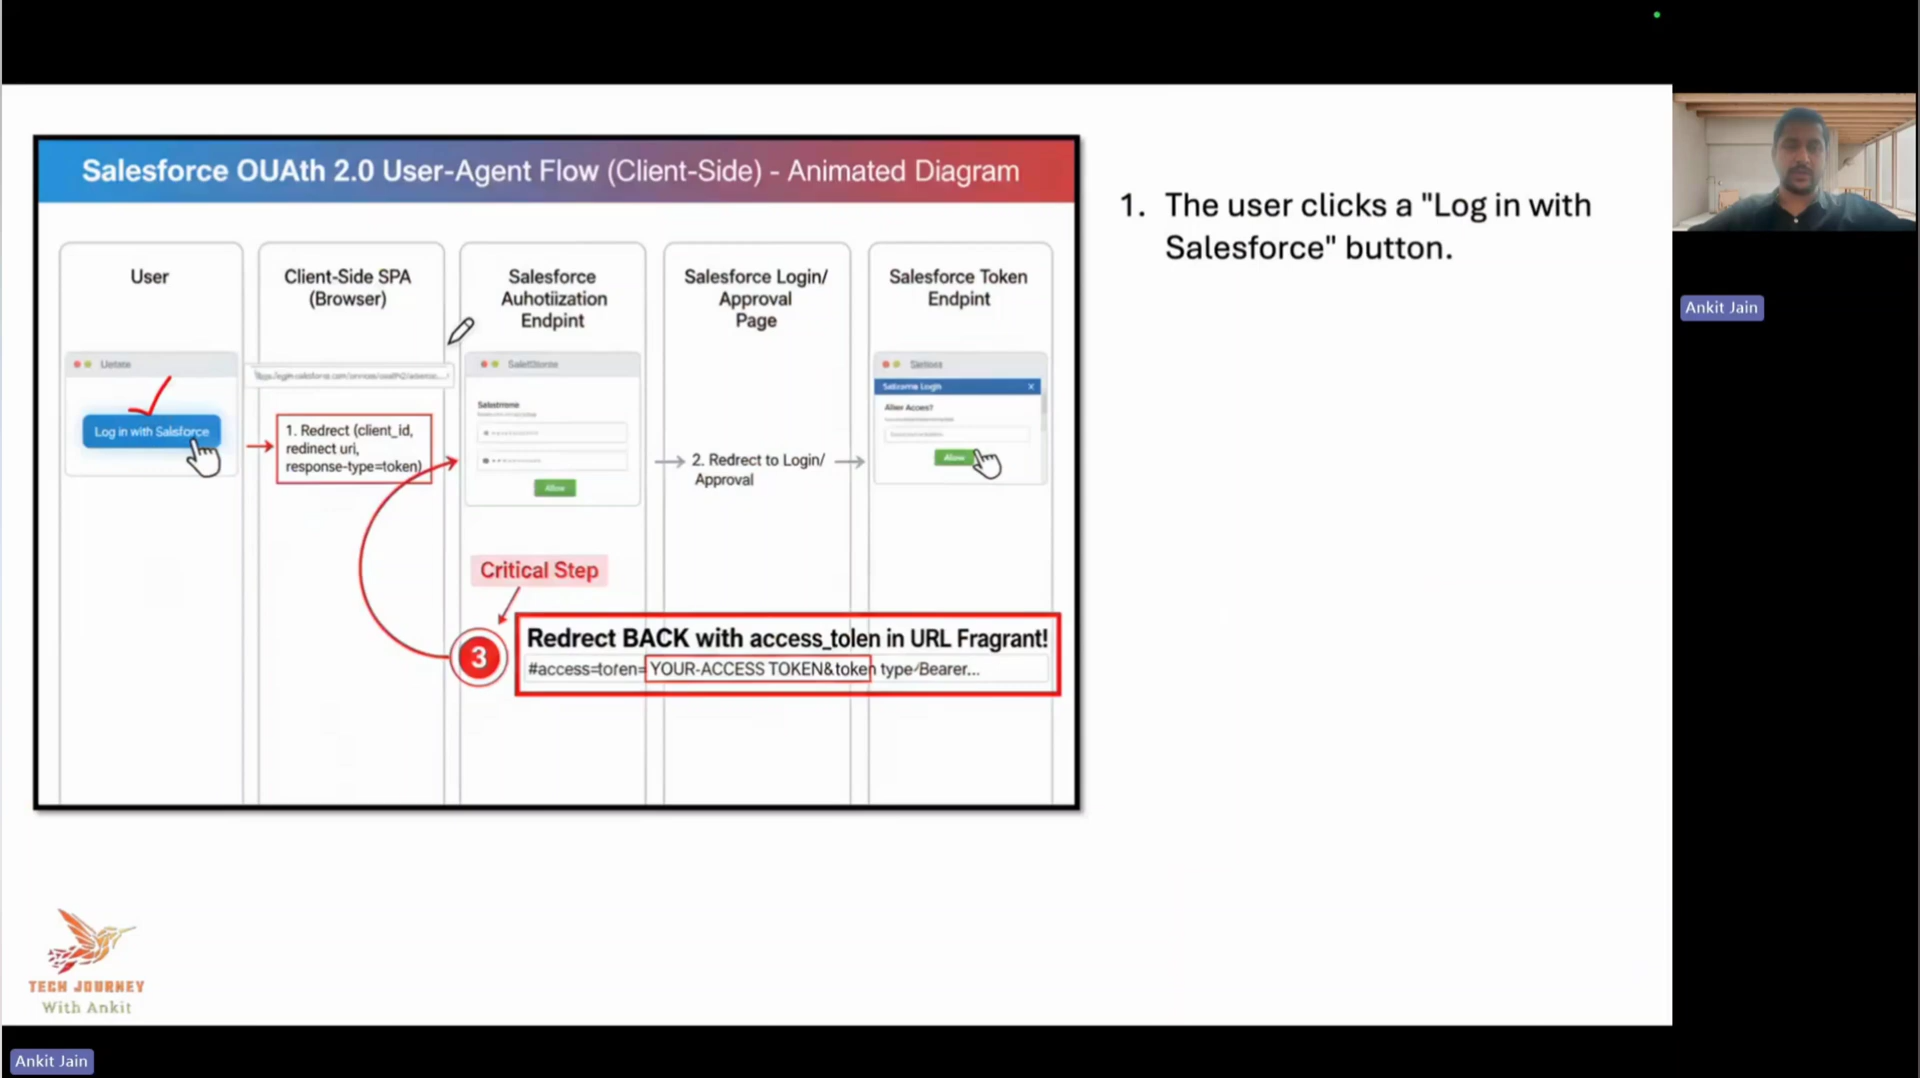 Salesforce OUAth 2.0 User-Agent Flow (Client-Side) - Animated Diagram
User
Client-Side SPA
(Browser)
Salesforce
Auhotiization
Endpint
Salesforce Login/
Approval
Page
Salesforce Token
Endpint
Log in with Salisforce
1. Redrect (client_id,
redinect uri,
response-type=token)
Allow
2. Redrect to Login/
Approval
Allow
Critical Step
3
Redrect BACK with access_tolen in URL Fragrant!
#access=toren= YOUR-ACCESS TOKEN&token type-Bearer...
1. The user clicks a "Log in with
Salesforce" button.
Ankit Jain
TECH JOURNEY
With Ankit
Ankit Jain